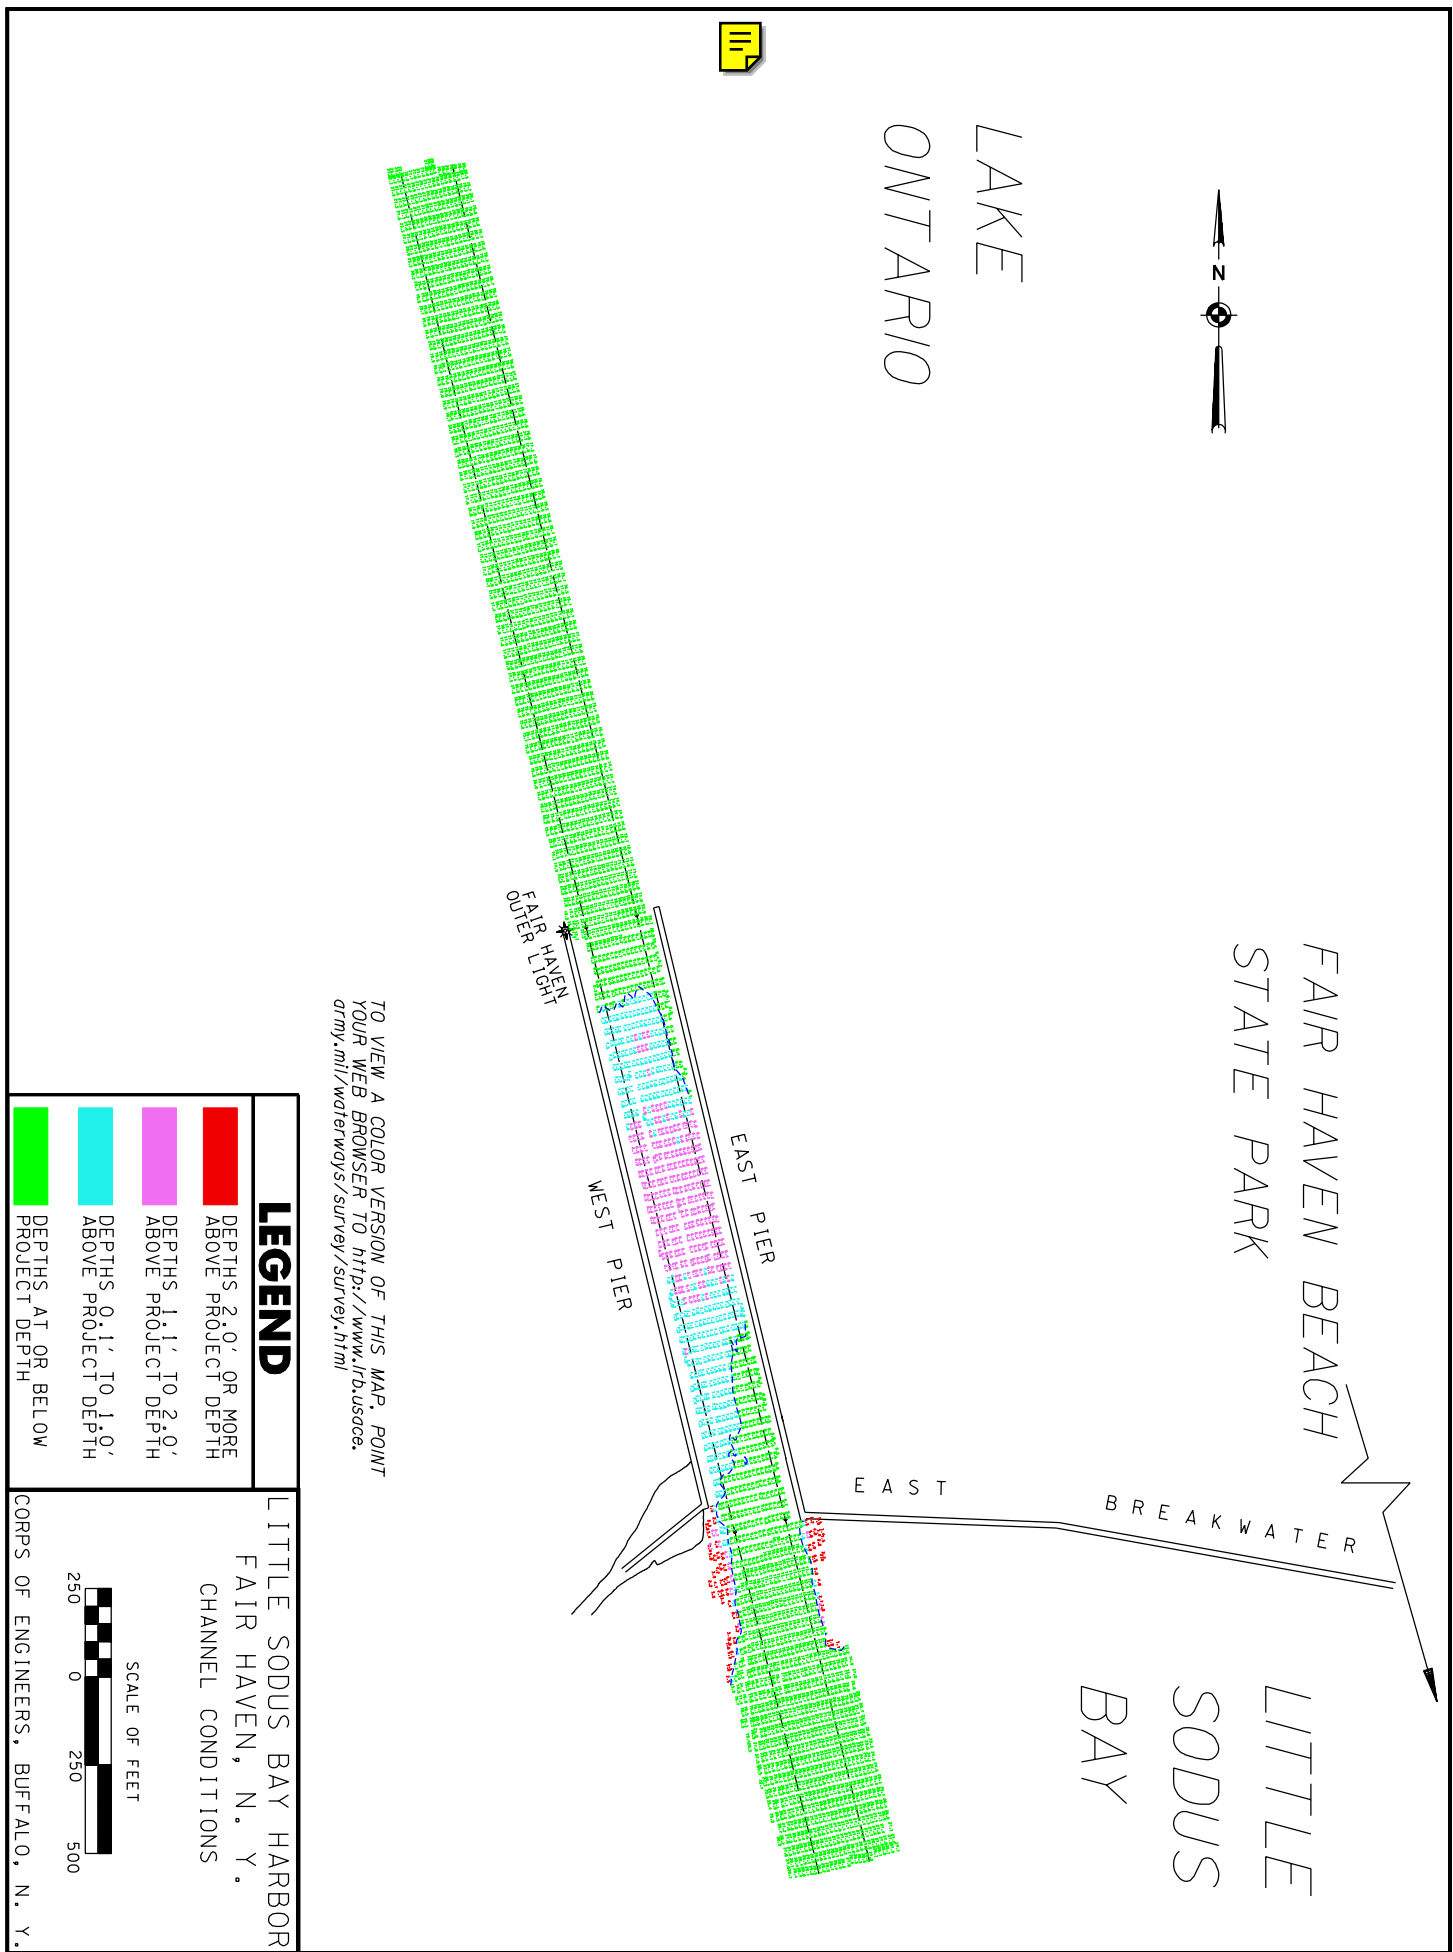 LAKE
ONTARIO
N
FAIR HAVEN BEACH
STATE PARK
LITTLE
SODUS
BAY
EAST BREAKWATER
EAST PIER
WEST PIER
FAIR HAVEN
OUTER LIGHT
TO VIEW A COLOR VERSION OF THIS MAP, POINT
YOUR WEB BROWSER TO http://www.lrb.usace.
army.mil/waterways/survey/survey.html
LEGEND
DEPTHS 2.0' OR MORE
ABOVE PROJECT DEPTH
DEPTHS 1.1' TO 2.0'
ABOVE PROJECT DEPTH
DEPTHS 0.1' TO 1.0'
ABOVE PROJECT DEPTH
DEPTHS AT OR BELOW
PROJECT DEPTH
LITTLE SODUS BAY HARBOR
FAIR HAVEN, N. Y.
CHANNEL CONDITIONS
SCALE OF FEET
250 0 250 500
CORPS OF ENGINEERS, BUFFALO, N. Y.